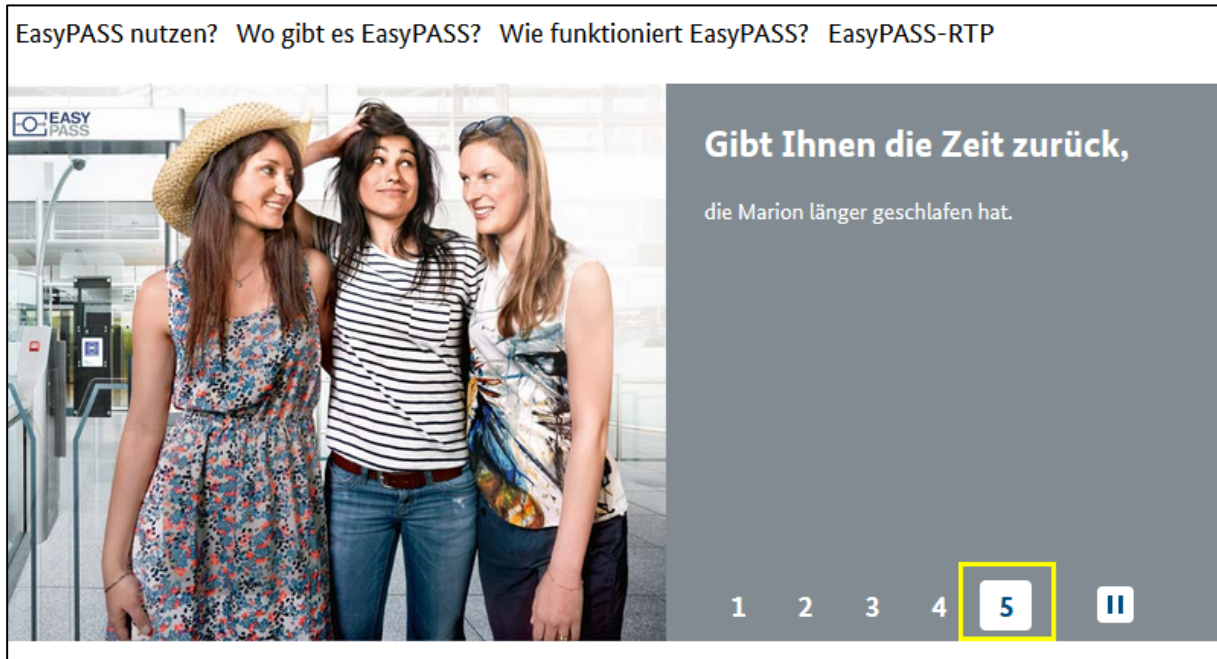 EasyPASS nutzen? Wo gibt es EasyPASS? Wie funktioniert EasyPASS? EasyPASS-RTP
EASY
PASS
Gibt Ihnen die Zeit zurück,
die Marion länger geschlafen hat.
1 2 3 4 5